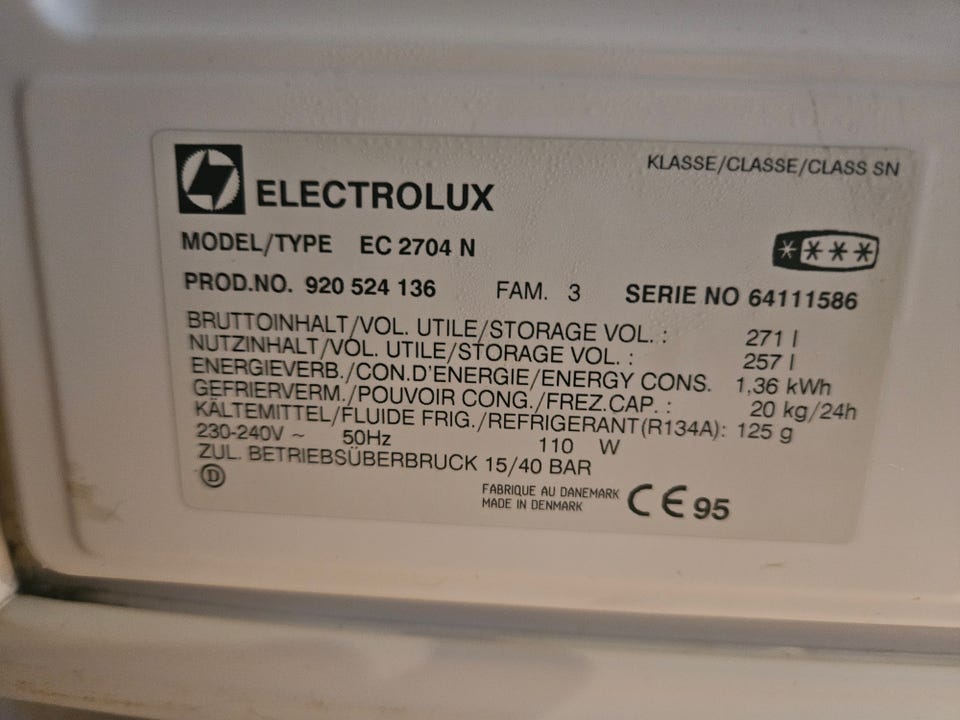 KLASSE/CLASSE/CLASS SN
ELECTROLUX
MODEL/TYPE EC 2704 N
PROD.NO. 920 524 136 FAM. 3 SERIE NO 64111586
BRUTTOINHALT/VOL. UTILE/STORAGE VOL. : 271 l
NUTZINHALT/VOL. UTILE/STORAGE VOL. : 257 l
ENERGIEVERB./CON.D'ENERGIE/ENERGY CONS. 1,36 kWh
GEFRIERVERM./POUVOIR CONG./FREZ.CAP. : 20 kg/24h
KÄLTEMITTEL/FLUIDE FRIG./REFRIGERANT(R134A): 125 g
230-240V ~ 50Hz 110 W
ZUL. BETRIEBSÜBERBRUCK 15/40 BAR
D
FABRIQUE AU DANEMARK
MADE IN DENMARK
CE 95